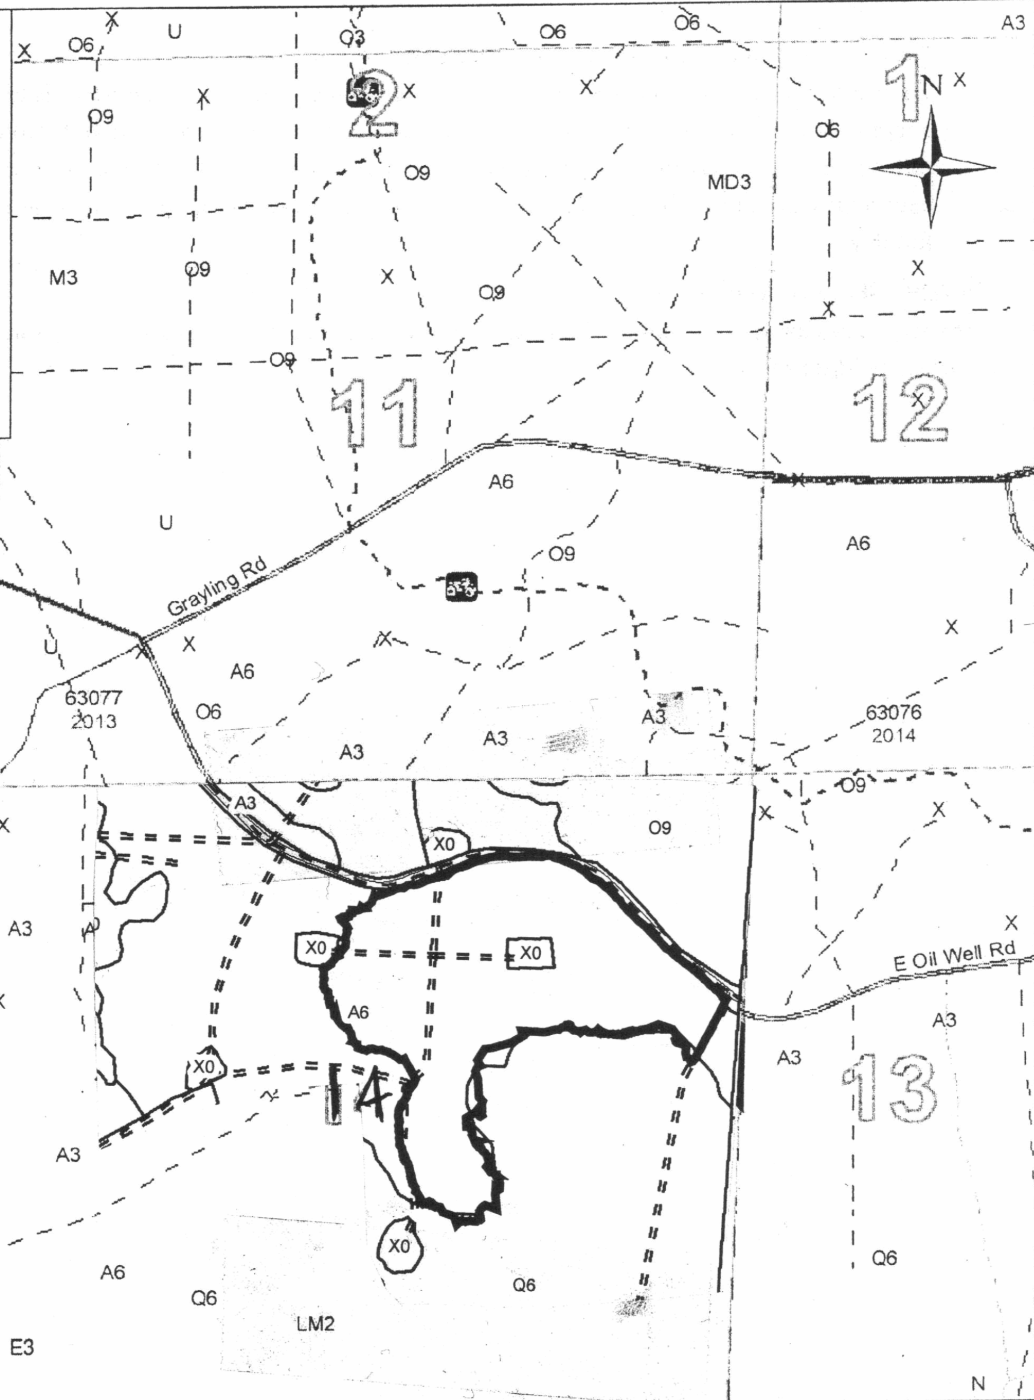 O6
U
O3
O6
O6
A3
X
X
1
N
X
2
X
X
X
O9
O6
O9
MD3
M3
O9
X
O9
X
X
O9
11
12
X
A6
X
U
O9
A6
Grayling Rd
U
X
X
X
X
A6
63077
2013
O6
A3
A3
A3
63076
2014
X
A3
X0
O9
O9
X
X
A3
X0
X0
X
E Oil Well Rd
A6
A3
X0
A3
14
13
A3
X0
A6
Q6
Q6
Q6
LM2
E3
N